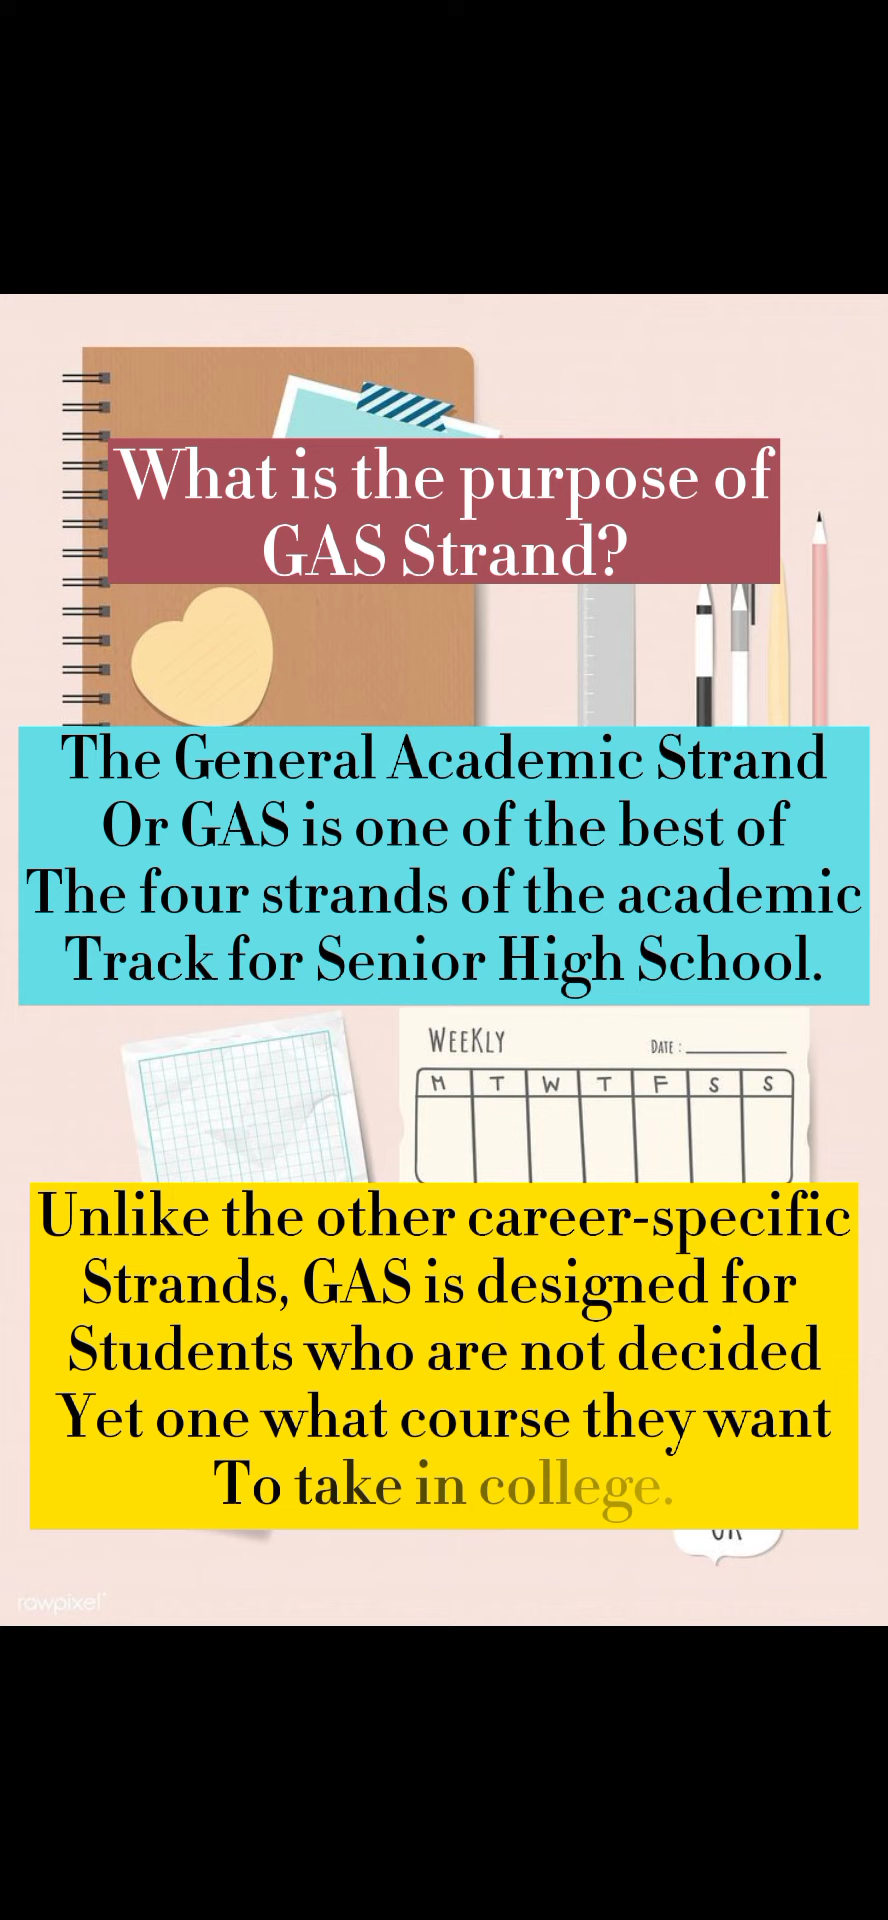 What is the purpose of
GAS Strand?
The General Academic Strand
Or GAS is one of the best of
The four strands of the academic
Track for Senior High School.
WEEKLY
DATE :
M T W T F S S
Unlike the other career-specific
Strands, GAS is designed for
Students who are not decided
Yet one what course they want
To take in college.
rawpixel